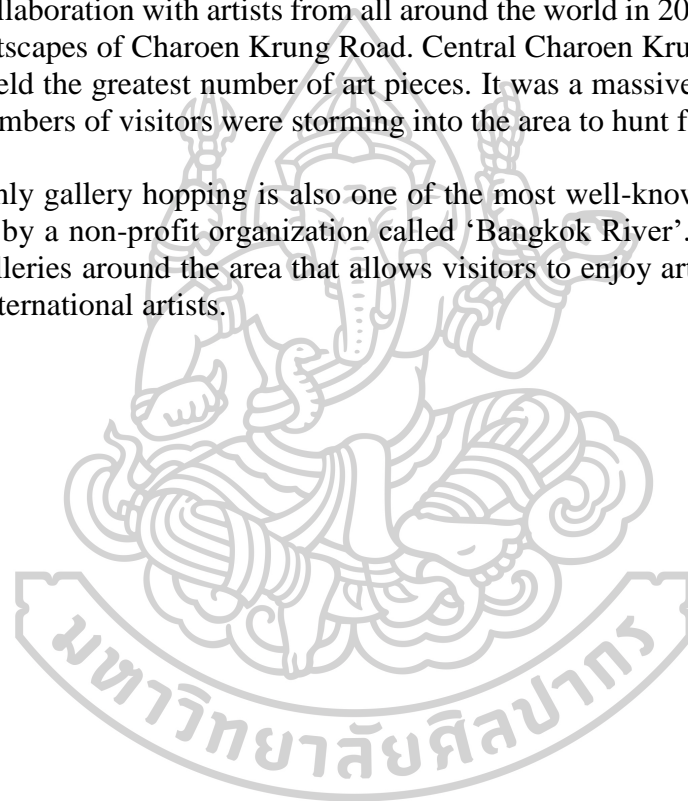 llaboration with artists from all around the world in 20
tscapes of Charoen Krung Road. Central Charoen Kru
eld the greatest number of art pieces. It was a massive
mbers of visitors were storming into the area to hunt f
nly gallery hopping is also one of the most well-know
by a non-profit organization called ‘Bangkok River’.
lleries around the area that allows visitors to enjoy art
ternational artists.
มหาวิทยาลัยศิลปากร